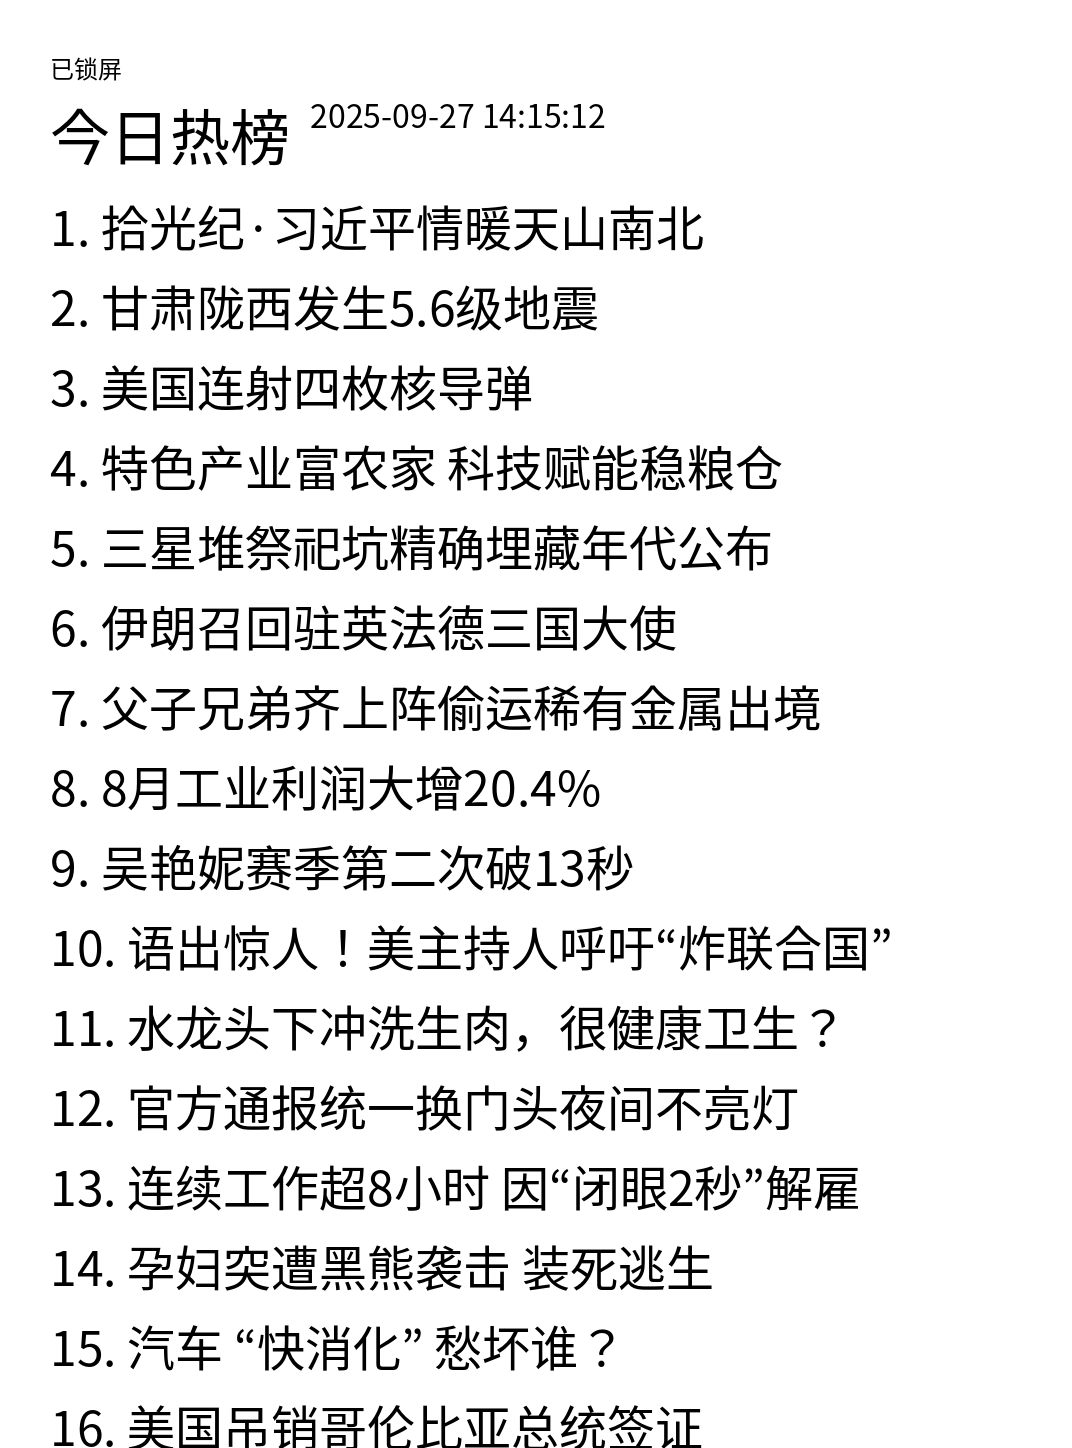 已锁屏
今日热榜 2025-09-27 14:15:12
1. 拾光纪·习近平情暖天山南北
2. 甘肃陇西发生5.6级地震
3. 美国连射四枚核导弹
4. 特色产业富农家 科技赋能稳粮仓
5. 三星堆祭祀坑精确埋藏年代公布
6. 伊朗召回驻英法德三国大使
7. 父子兄弟齐上阵偷运稀有金属出境
8. 8月工业利润大增20.4%
9. 吴艳妮赛季第二次破13秒
10. 语出惊人！美主持人呼吁“炸联合国”
11. 水龙头下冲洗生肉，很健康卫生？
12. 官方通报统一换门头夜间不亮灯
13. 连续工作超8小时 因“闭眼2秒”解雇
14. 孕妇突遭黑熊袭击 装死逃生
15. 汽车 “快消化” 愁坏谁？
16. 美国吊销哥伦比亚总统签证